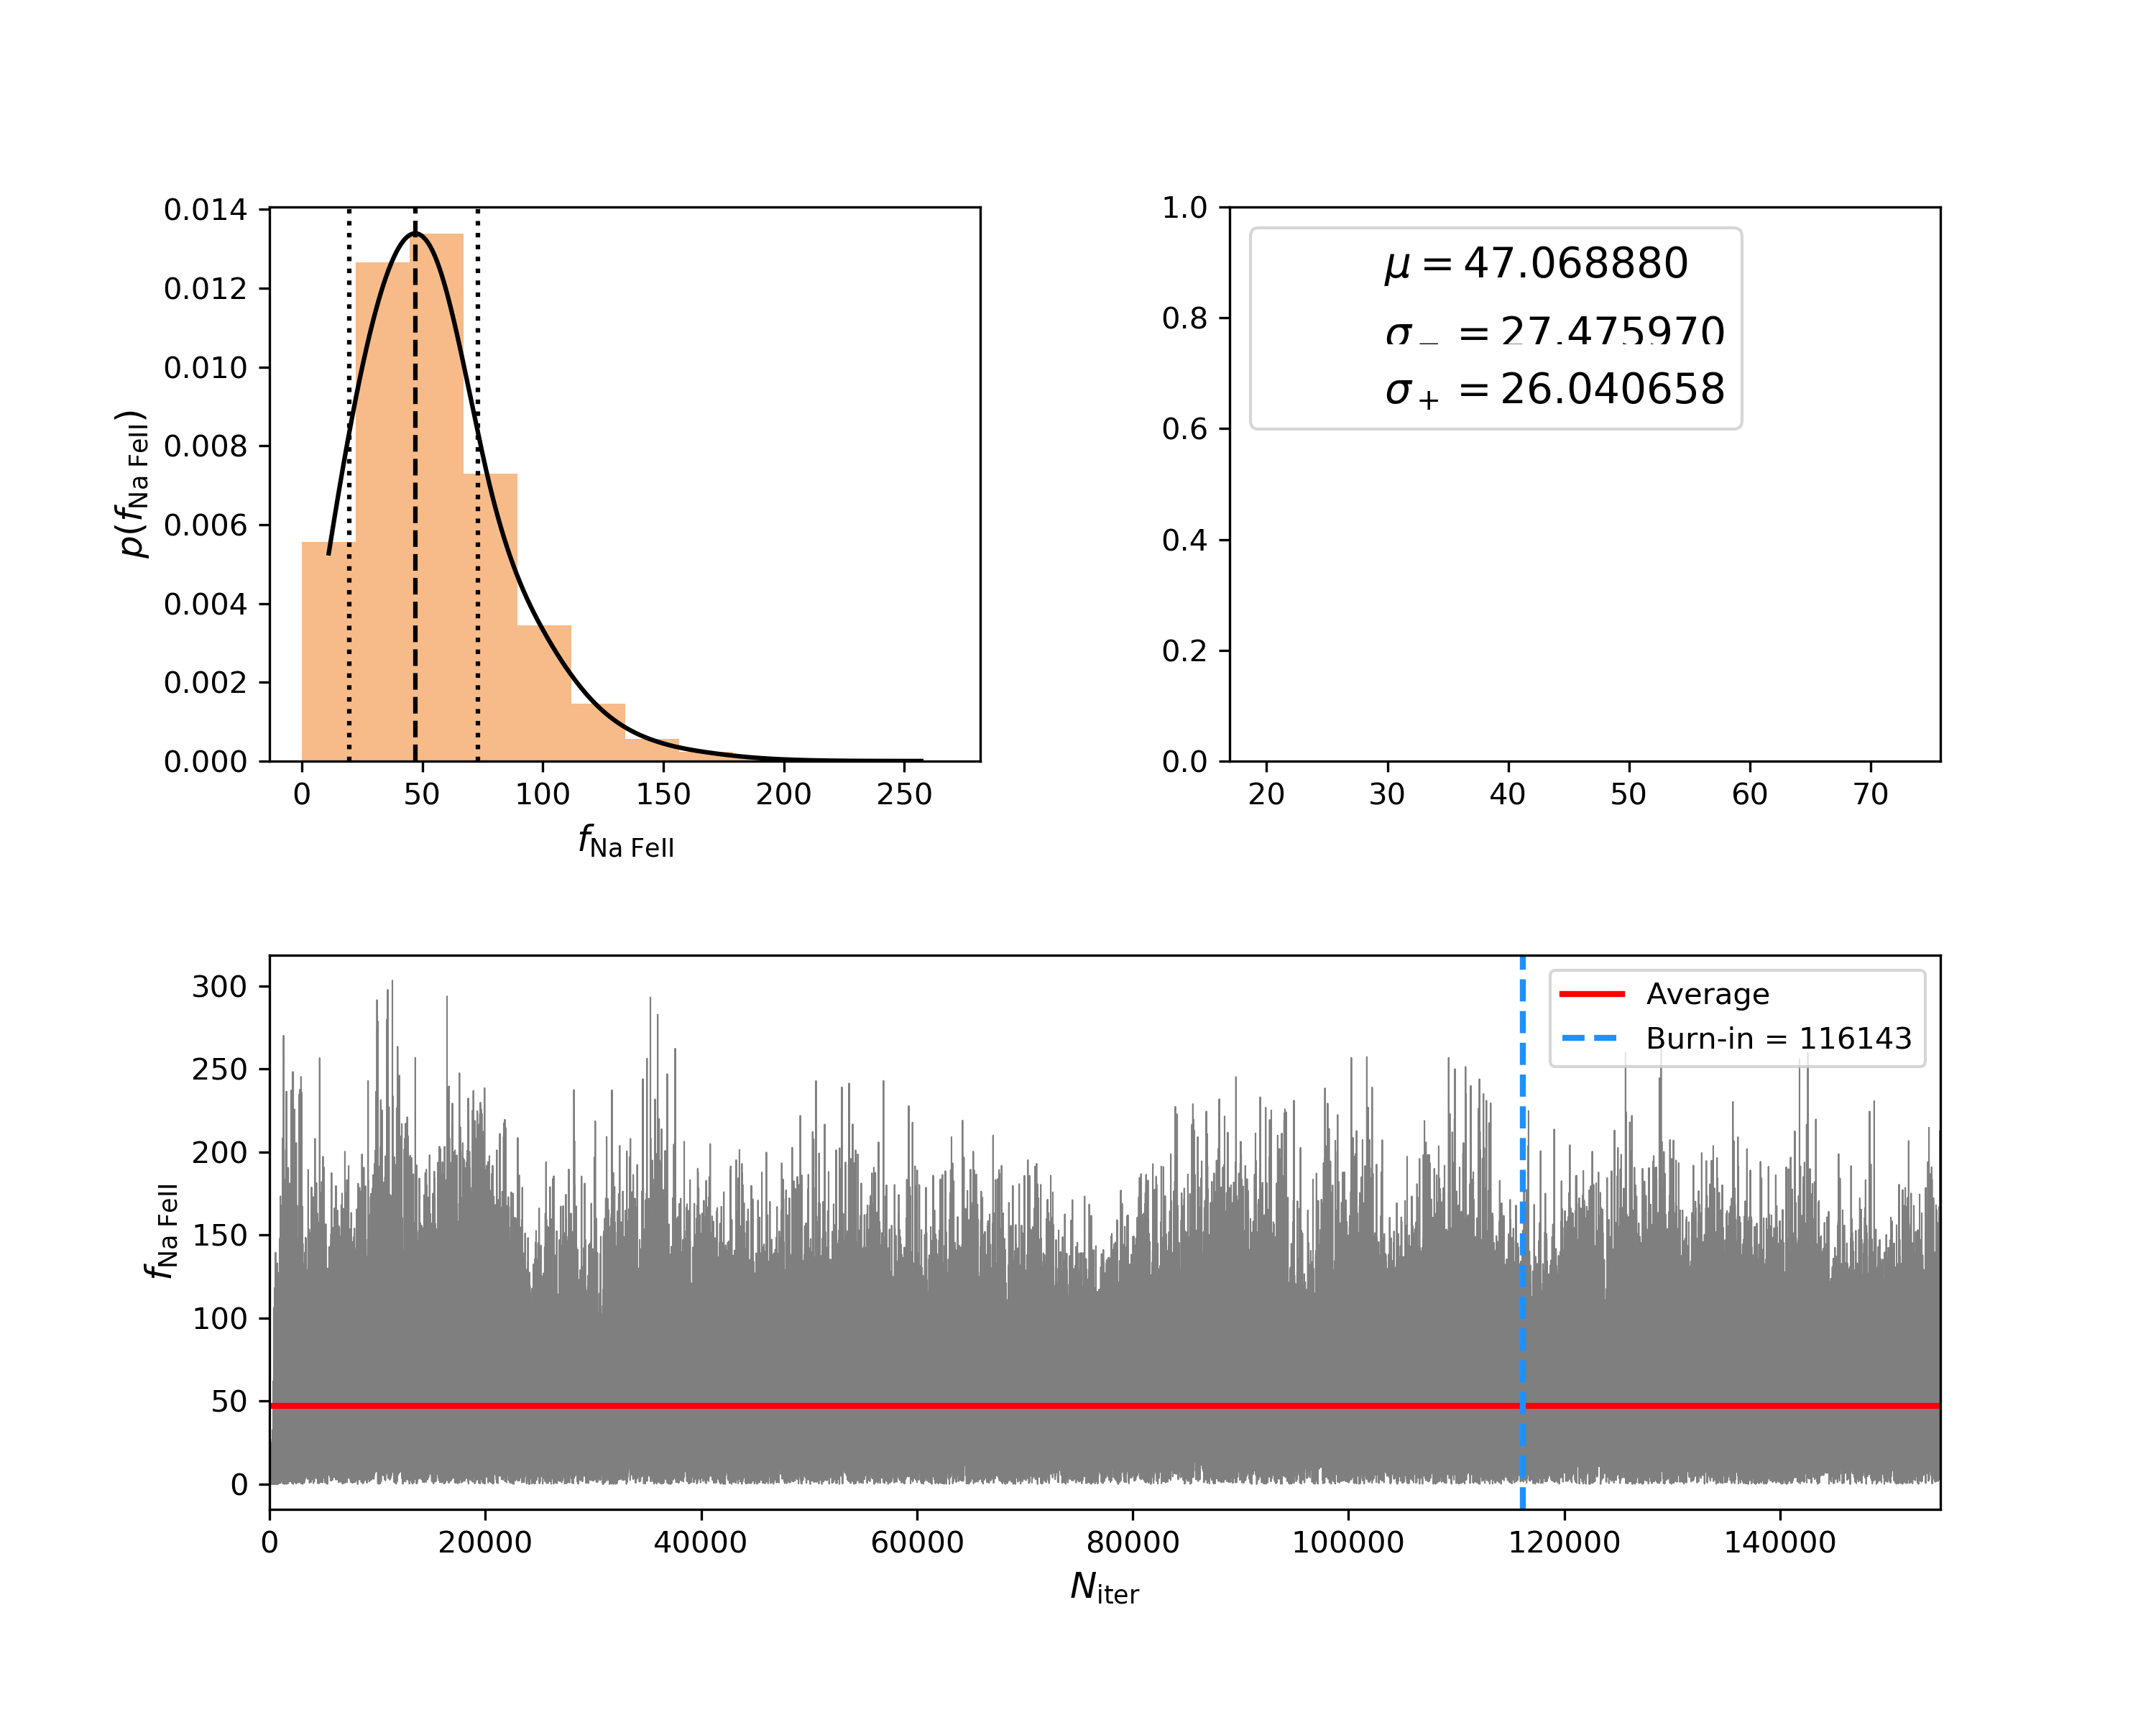 0.014
0.012
0.010
0.008
0.006
0.004
0.002
0.000
p(f_Na FeII)
0 50 100 150 200 250
f_Na FeII
1.0
0.8
0.6
0.4
0.2
0.0
μ = 47.068880
σ_− = 27.475970
σ_+ = 26.040658
20 30 40 50 60 70
300
250
200
150
100
50
0
f_Na FeII
Average
Burn-in = 116143
0 20000 40000 60000 80000 100000 120000 140000
N_iter